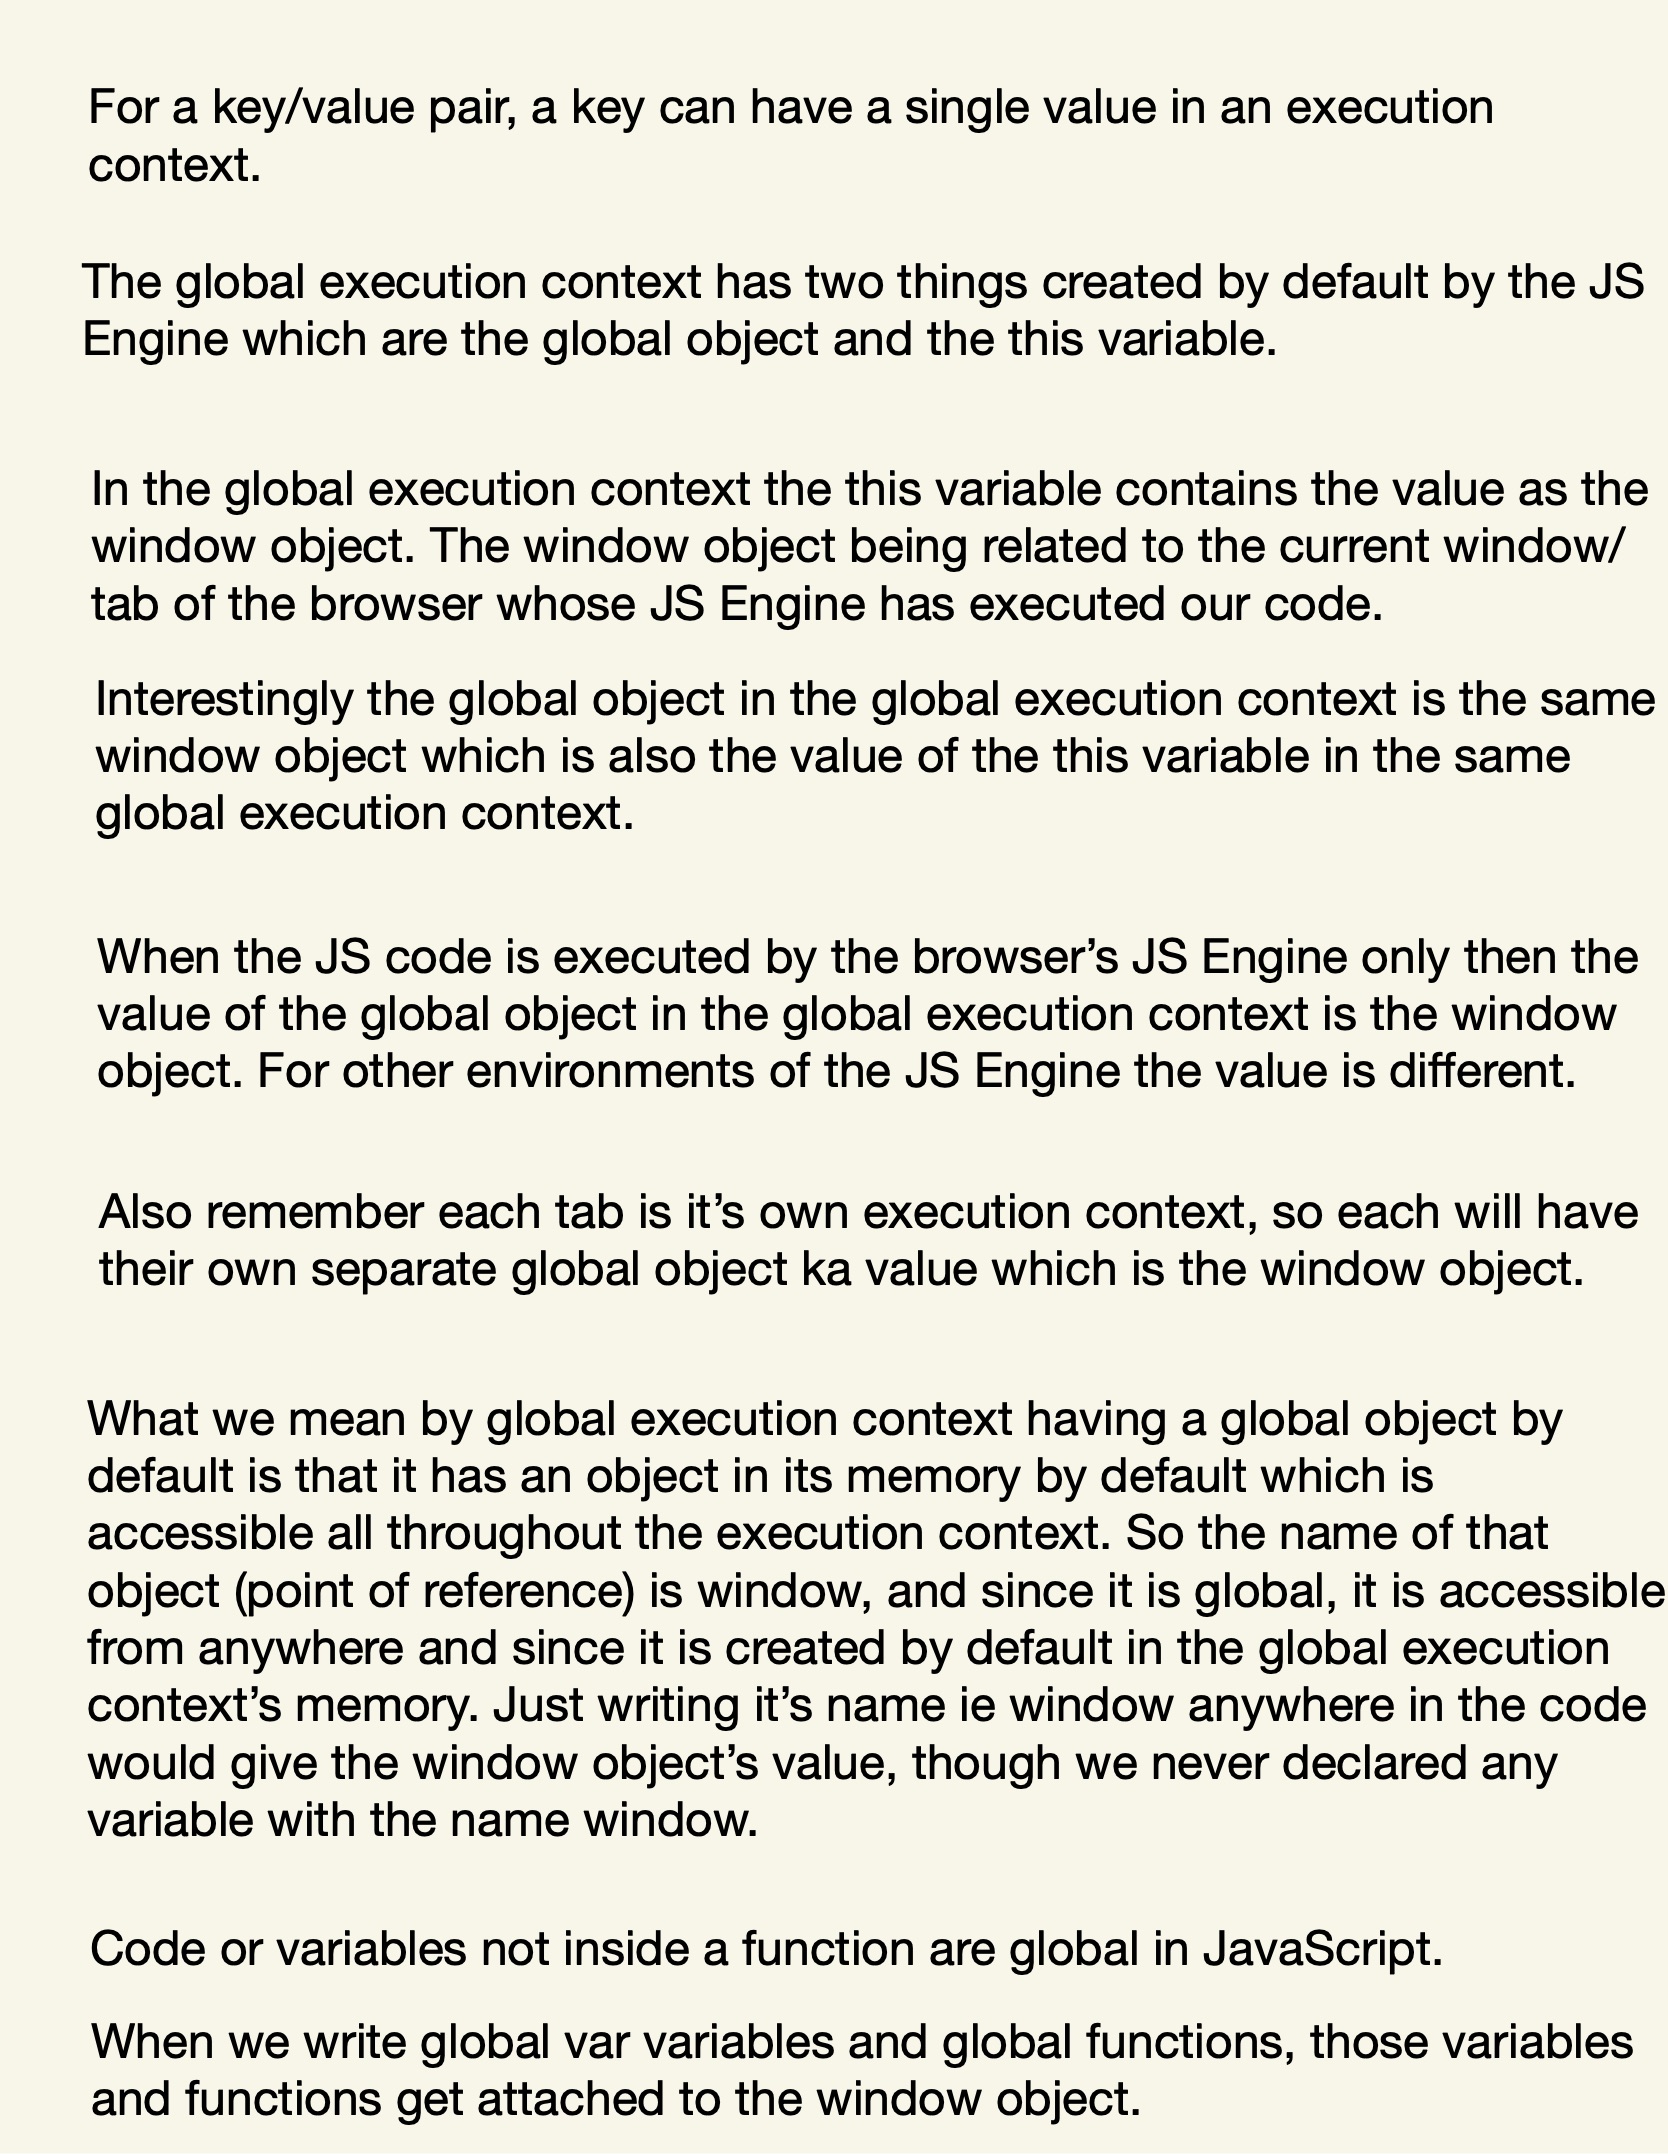 For a key/value pair, a key can have a single value in an execution
context.
The global execution context has two things created by default by the JS
Engine which are the global object and the this variable.
In the global execution context the this variable contains the value as the
window object. The window object being related to the current window/
tab of the browser whose JS Engine has executed our code.
Interestingly the global object in the global execution context is the same
window object which is also the value of the this variable in the same
global execution context.
When the JS code is executed by the browser’s JS Engine only then the
value of the global object in the global execution context is the window
object. For other environments of the JS Engine the value is different.
Also remember each tab is it’s own execution context, so each will have
their own separate global object ka value which is the window object.
What we mean by global execution context having a global object by
default is that it has an object in its memory by default which is
accessible all throughout the execution context. So the name of that
object (point of reference) is window, and since it is global, it is accessible
from anywhere and since it is created by default in the global execution
context’s memory. Just writing it’s name ie window anywhere in the code
would give the window object’s value, though we never declared any
variable with the name window.
Code or variables not inside a function are global in JavaScript.
When we write global var variables and global functions, those variables
and functions get attached to the window object.